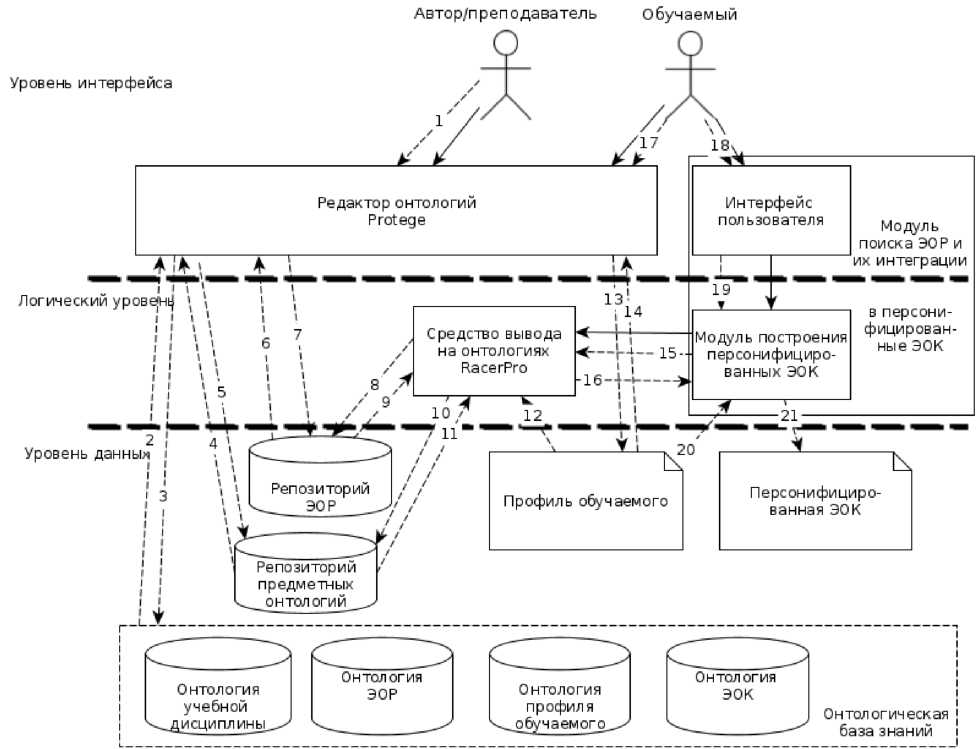 Автор/преподаватель
Обучаемый
Уровень интерфейса
1
17
18
Редактор онтологий
Protege
Интерфейс
пользователя
Модуль
поиска ЭОР и
их интеграции
Логический уровень
13
14
19
в персони-
фицирован-
ные ЭОК
6
7
Средство вывода
на онтологиях
RacerPro
Модуль построения
персонифициро-
ванных ЭОК
15
16
8
9
5
10
11
12
21
2
4
20
Уровень данных
3
Репозиторий
ЭОР
Профиль обучаемого
Персонифициро-
ванная ЭОК
Репозиторий
предметных
онтологий
Онтология
учебной
дисциплины
Онтология
ЭОР
Онтология
профиля
обучаемого
Онтология
ЭОК
Онтологическая
база знаний